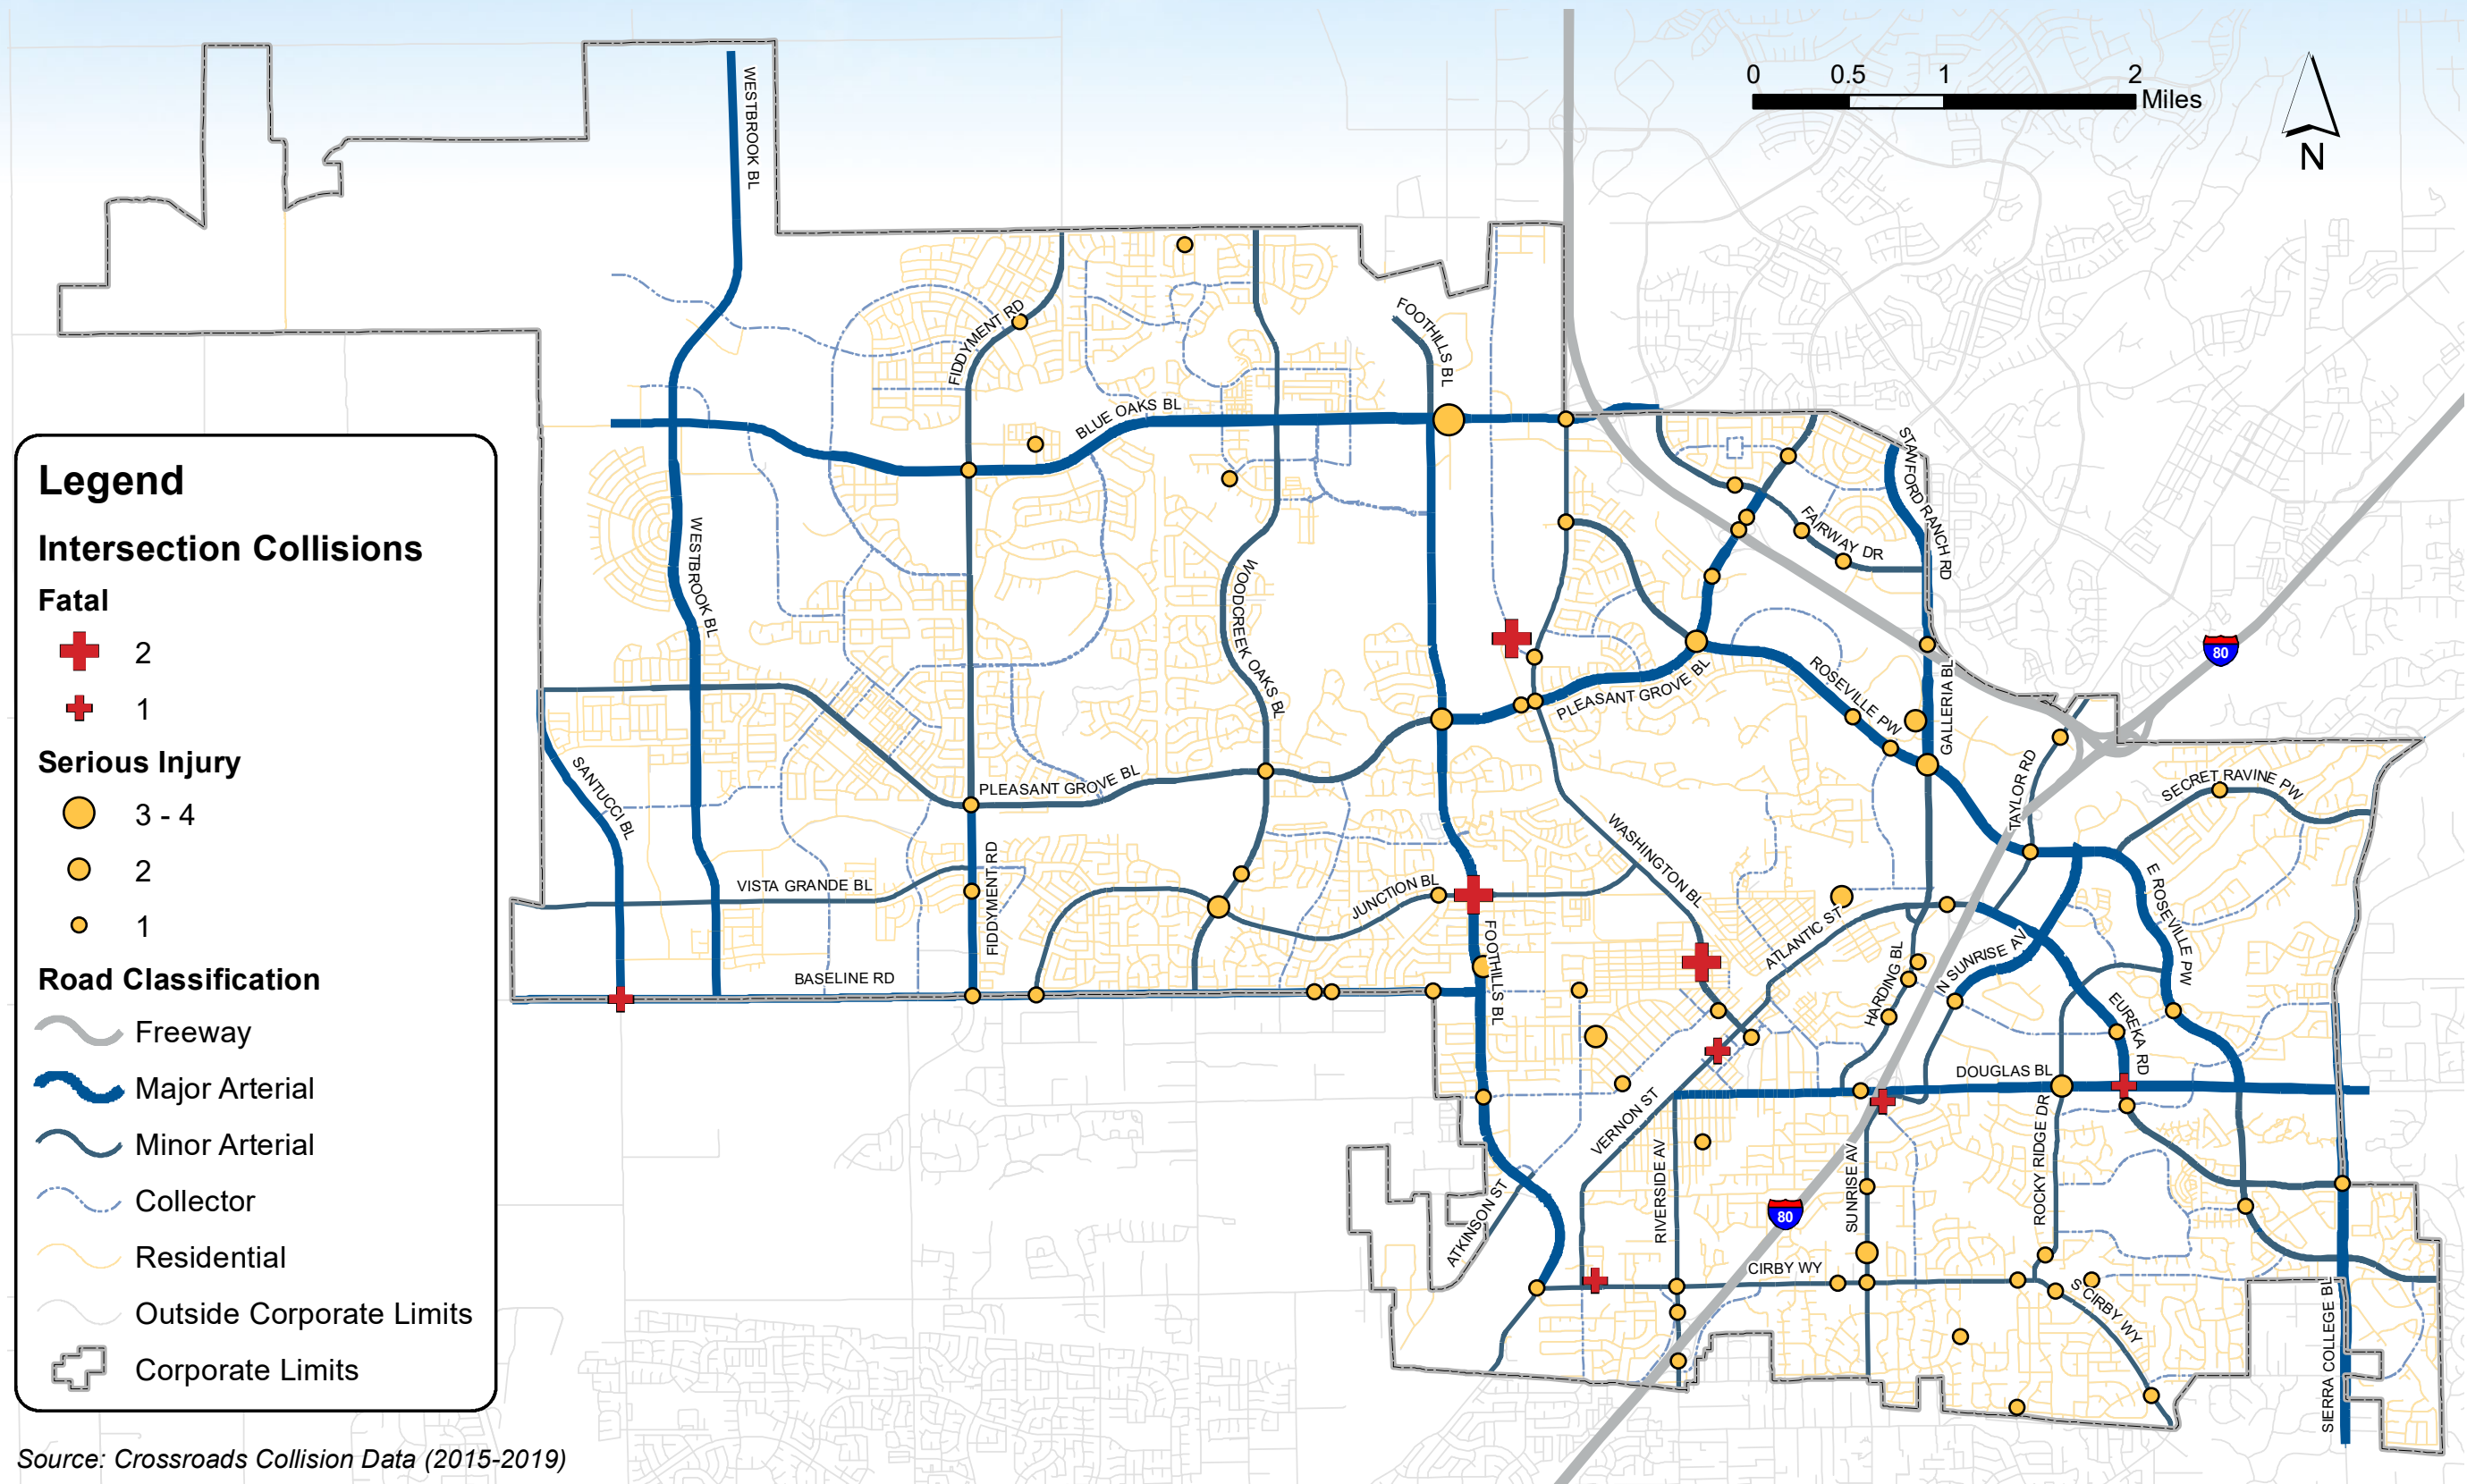 0 0.5 1 2
Miles
N
WESTBROOK BL
FIDDYMENT RD
FOOTHILLS BL
BLUE OAKS BL
STANFORD RANCH RD
FAIRWAY DR
WESTBROOK BL
WOODCREEK OAKS BL
PLEASANT GROVE BL
ROSEVILLE PW
GALLERIA BL
80
SANTUCCI BL
PLEASANT GROVE BL
TAYLOR RD
SECRET RAVINE PW
WASHINGTON BL
VISTA GRANDE BL
FIDDYMENT RD
JUNCTION BL
FOOTHILLS BL
ATLANTIC ST
HARDING BL
N SUNRISE AV
E ROSEVILLE PW
EUREKA RD
BASELINE RD
DOUGLAS BL
VERNON ST
RIVERSIDE AV
SUNRISE AV
ROCKY RIDGE DR
ATKINSON ST
80
CIRBY WY
S CIRBY WY
SIERRA COLLEGE BL
Legend
Intersection Collisions
Fatal
2
1
Serious Injury
3 - 4
2
1
Road Classification
Freeway
Major Arterial
Minor Arterial
Collector
Residential
Outside Corporate Limits
Corporate Limits
Source: Crossroads Collision Data (2015-2019)